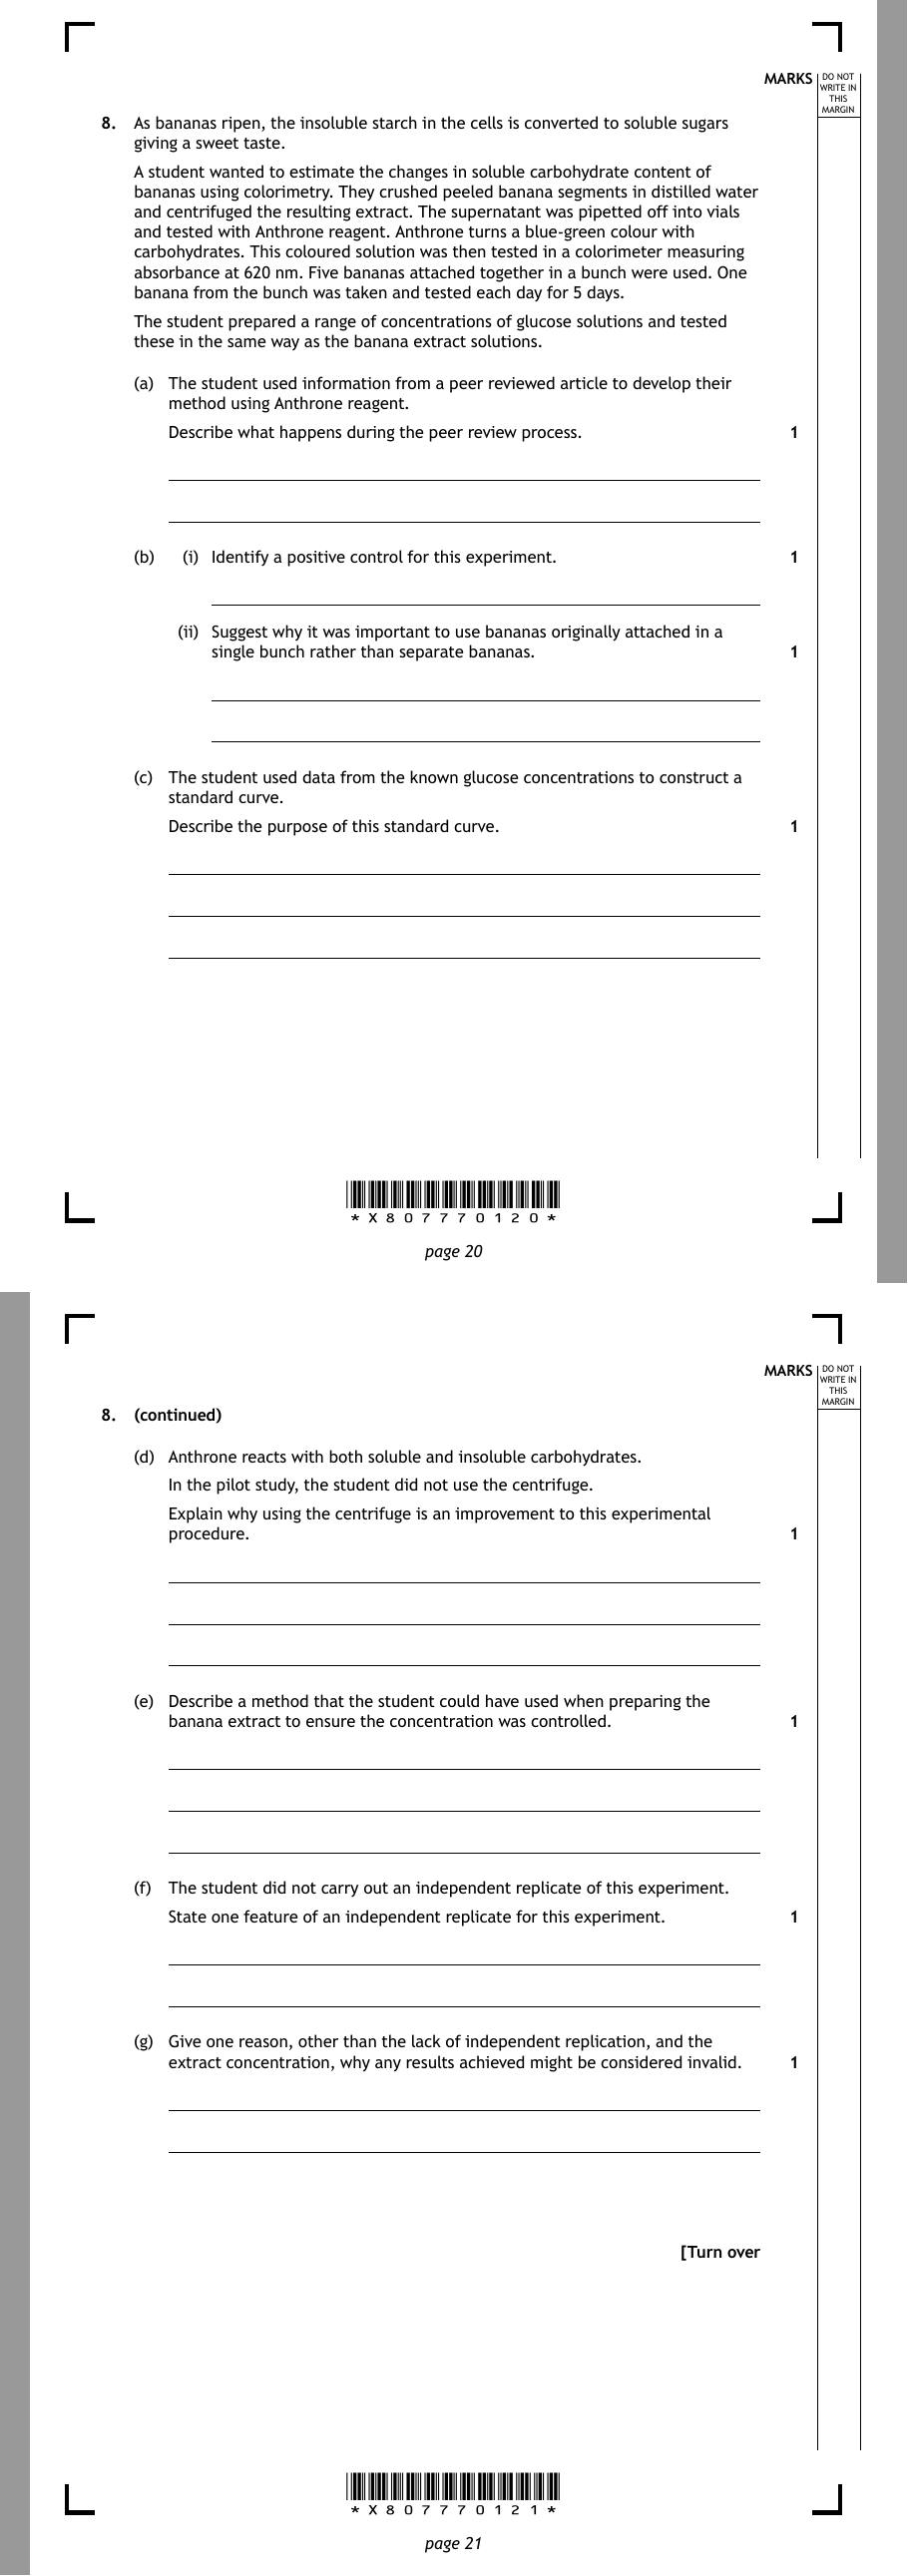 MARKS
DO NOT
WRITE IN
THIS
MARGIN
8. As bananas ripen, the insoluble starch in the cells is converted to soluble sugars
giving a sweet taste.
A student wanted to estimate the changes in soluble carbohydrate content of
bananas using colorimetry. They crushed peeled banana segments in distilled water
and centrifuged the resulting extract. The supernatant was pipetted off into vials
and tested with Anthrone reagent. Anthrone turns a blue-green colour with
carbohydrates. This coloured solution was then tested in a colorimeter measuring
absorbance at 620 nm. Five bananas attached together in a bunch were used. One
banana from the bunch was taken and tested each day for 5 days.
The student prepared a range of concentrations of glucose solutions and tested
these in the same way as the banana extract solutions.
(a) The student used information from a peer reviewed article to develop their
method using Anthrone reagent.
Describe what happens during the peer review process. 1
(b) (i) Identify a positive control for this experiment. 1
(ii) Suggest why it was important to use bananas originally attached in a
single bunch rather than separate bananas. 1
(c) The student used data from the known glucose concentrations to construct a
standard curve.
Describe the purpose of this standard curve. 1
* X 8 0 7 7 7 0 1 2 0 *
page 20
MARKS
DO NOT
WRITE IN
THIS
MARGIN
8. (continued)
(d) Anthrone reacts with both soluble and insoluble carbohydrates.
In the pilot study, the student did not use the centrifuge.
Explain why using the centrifuge is an improvement to this experimental
procedure. 1
(e) Describe a method that the student could have used when preparing the
banana extract to ensure the concentration was controlled. 1
(f) The student did not carry out an independent replicate of this experiment.
State one feature of an independent replicate for this experiment. 1
(g) Give one reason, other than the lack of independent replication, and the
extract concentration, why any results achieved might be considered invalid. 1
[Turn over
* X 8 0 7 7 7 0 1 2 1 *
page 21